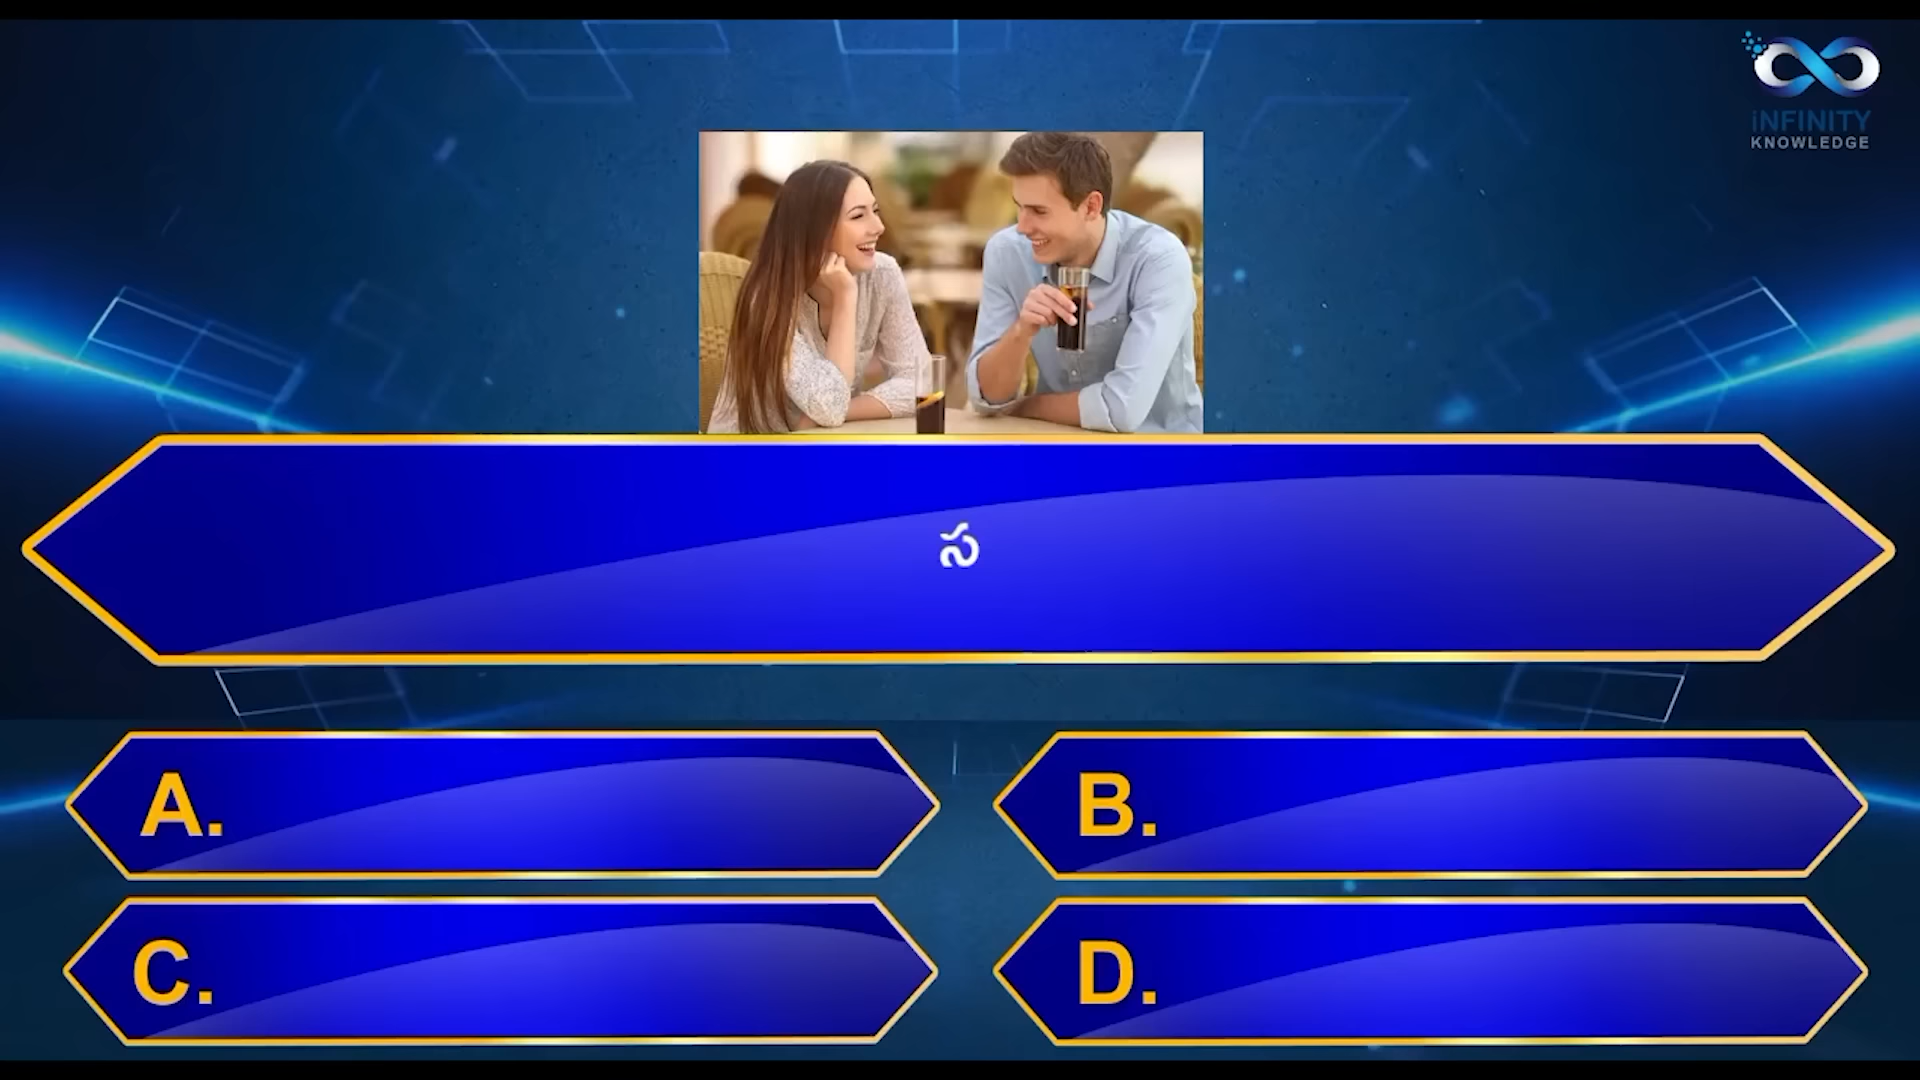 iNFINITY
KNOWLEDGE
స
A.
B.
C.
D.